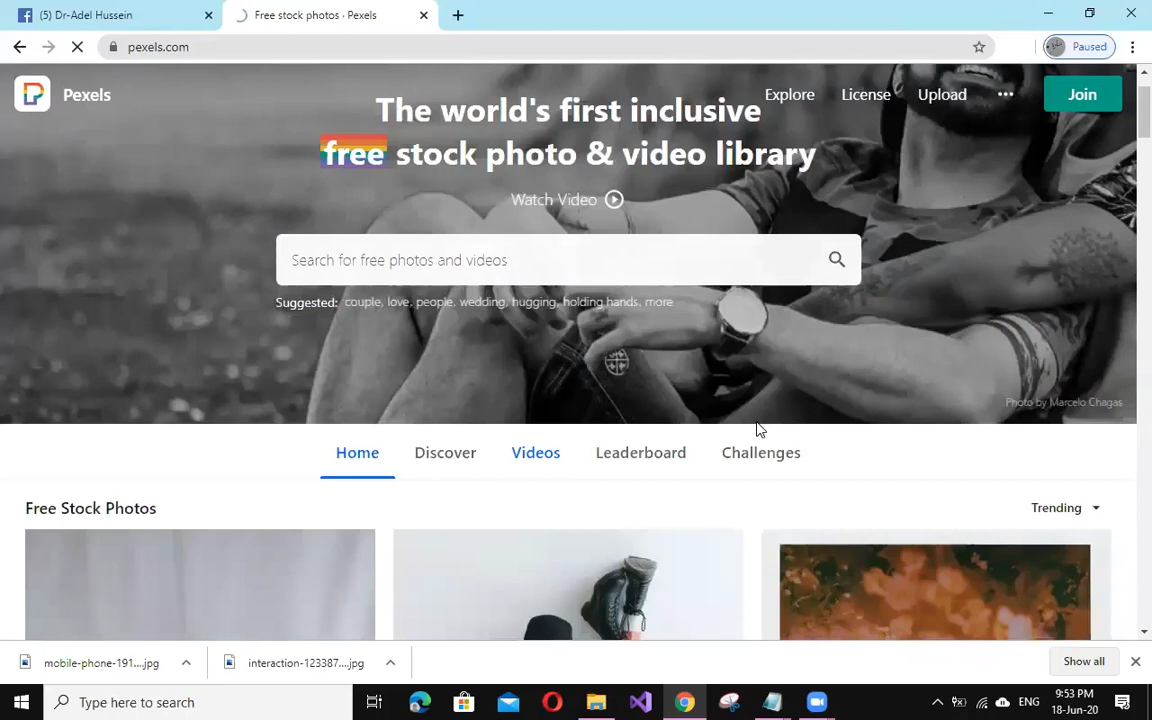 (5) Dr-Adel Hussein
Free stock photos · Pexels
pexels.com
Paused
Pexels
Explore
License
Upload
Join
The world's first inclusive
free stock photo & video library
Watch Video
Search for free photos and videos
Suggested: couple, love, people, wedding, hugging, holding hands, more
Photo by Marcelo Chagas
Home
Discover
Videos
Leaderboard
Challenges
Free Stock Photos
Trending
mobile-phone-191....jpg
interaction-123387....jpg
Show all
Type here to search
ENG
9:53 PM
18-Jun-20